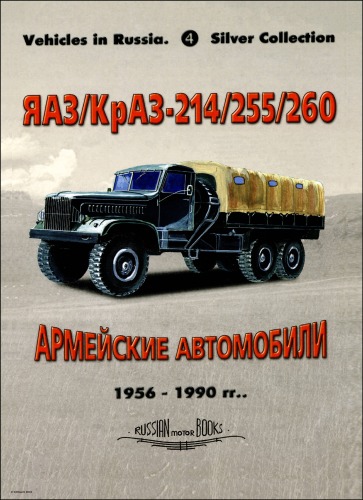 Vehicles in Russia. 4 Silver Collection
ЯАЗ/КрАЗ-214/255/260
АРМЕЙСКИЕ АВТОМОБИЛИ
1956 - 1990 гг..
RUSSIAN MOTOR BOOKS